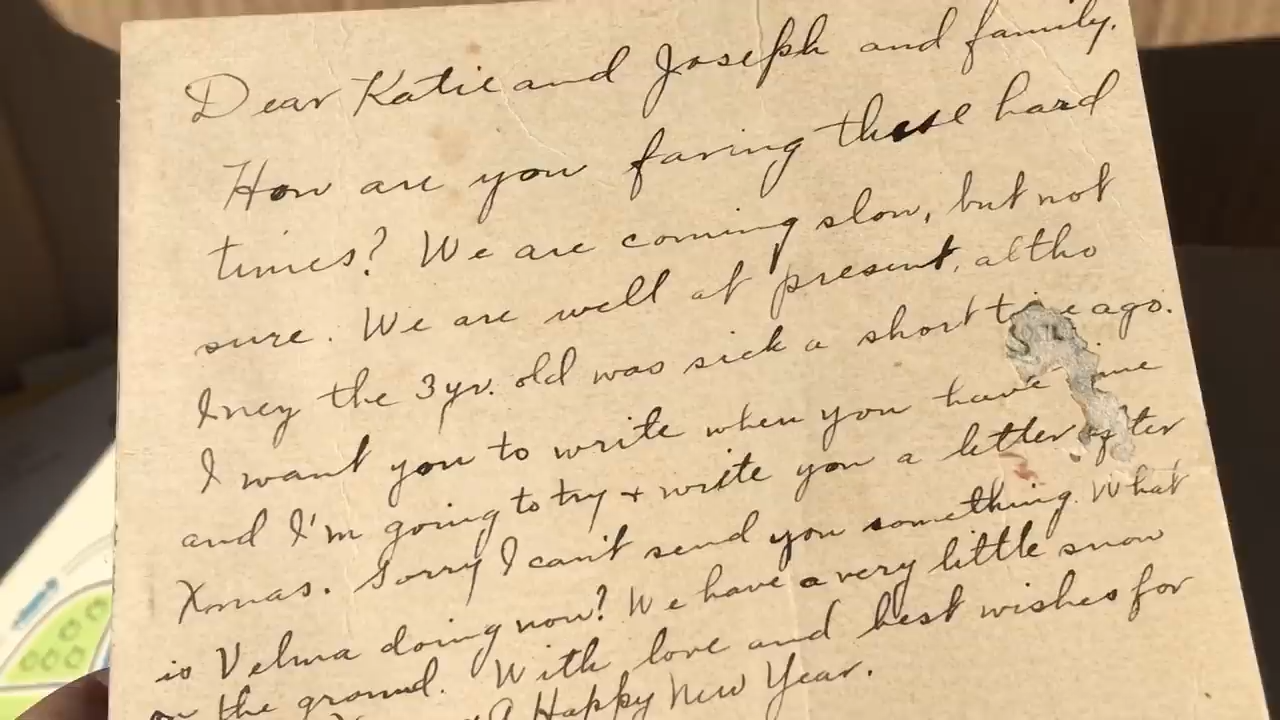 Dear Katie and Joseph and family.
How are you faring these hard
times? We are coming slow, but not
sure. We are well at present, altho
the 3 yr. old was sick a short time ago.
I want you to write when you have time
and I'm going to try + write you a letter after
Xmas. Sorry I can't send you something. What
is Velma doing now? We have a very little snow
on the ground. With love and best wishes for
A Happy New Year.